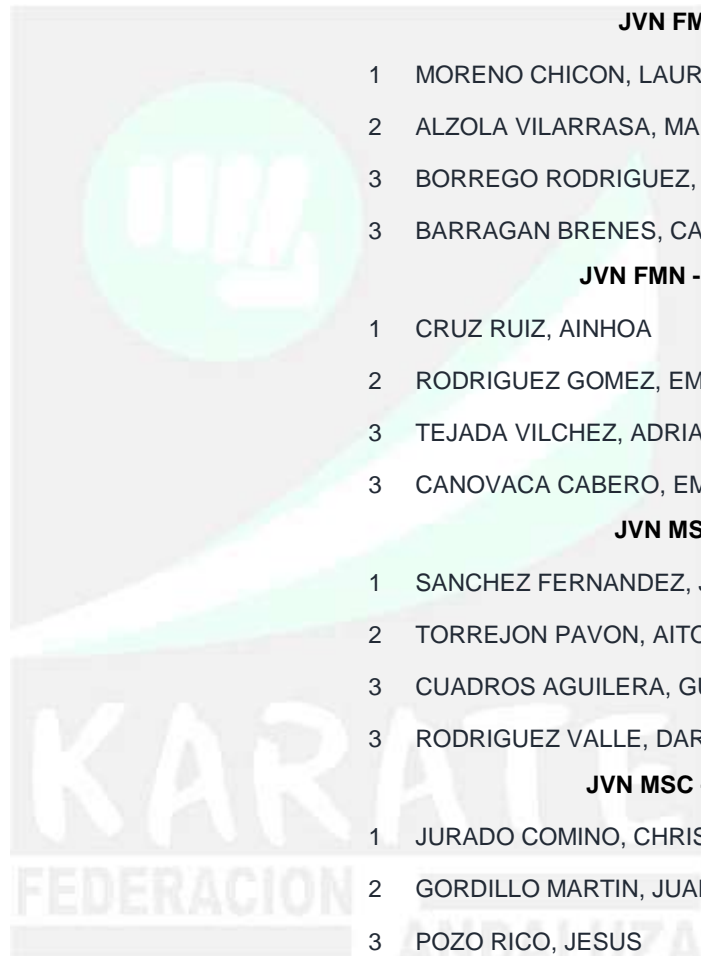 JVN FM
1 MORENO CHICON, LAUR
2 ALZOLA VILARRASA, MA
3 BORREGO RODRIGUEZ,
3 BARRAGAN BRENES, CA
JVN FMN -
1 CRUZ RUIZ, AINHOA
2 RODRIGUEZ GOMEZ, EM
3 TEJADA VILCHEZ, ADRIA
3 CANOVACA CABERO, EM
JVN MS
1 SANCHEZ FERNANDEZ,
2 TORREJON PAVON, AITO
3 CUADROS AGUILERA, GU
3 RODRIGUEZ VALLE, DAR
JVN MSC
1 JURADO COMINO, CHRIS
2 GORDILLO MARTIN, JUA
3 POZO RICO, JESUS
KARATE
FEDERACION
ANDALUZA